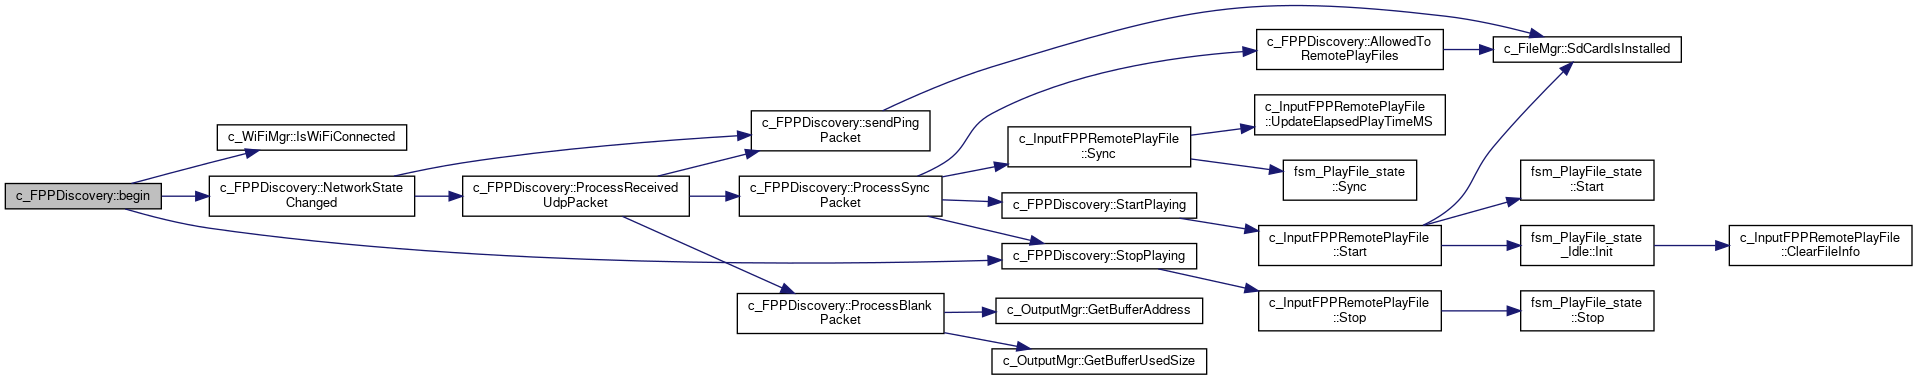 c_FPPDiscovery::begin
c_WiFiMgr::IsWiFiConnected
c_FPPDiscovery::NetworkState
Changed
c_FPPDiscovery::ProcessReceived
UdpPacket
c_FPPDiscovery::sendPing
Packet
c_FPPDiscovery::ProcessSync
Packet
c_FPPDiscovery::ProcessBlank
Packet
c_InputFPPRemotePlayFile
::Sync
c_FPPDiscovery::StartPlaying
c_FPPDiscovery::StopPlaying
c_OutputMgr::GetBufferAddress
c_OutputMgr::GetBufferUsedSize
c_FPPDiscovery::AllowedTo
RemotePlayFiles
c_InputFPPRemotePlayFile
::UpdateElapsedPlayTimeMS
fsm_PlayFile_state
::Sync
c_InputFPPRemotePlayFile
::Start
c_InputFPPRemotePlayFile
::Stop
c_FileMgr::SdCardIsInstalled
fsm_PlayFile_state
::Start
fsm_PlayFile_state
_Idle::Init
fsm_PlayFile_state
::Stop
c_InputFPPRemotePlayFile
::ClearFileInfo